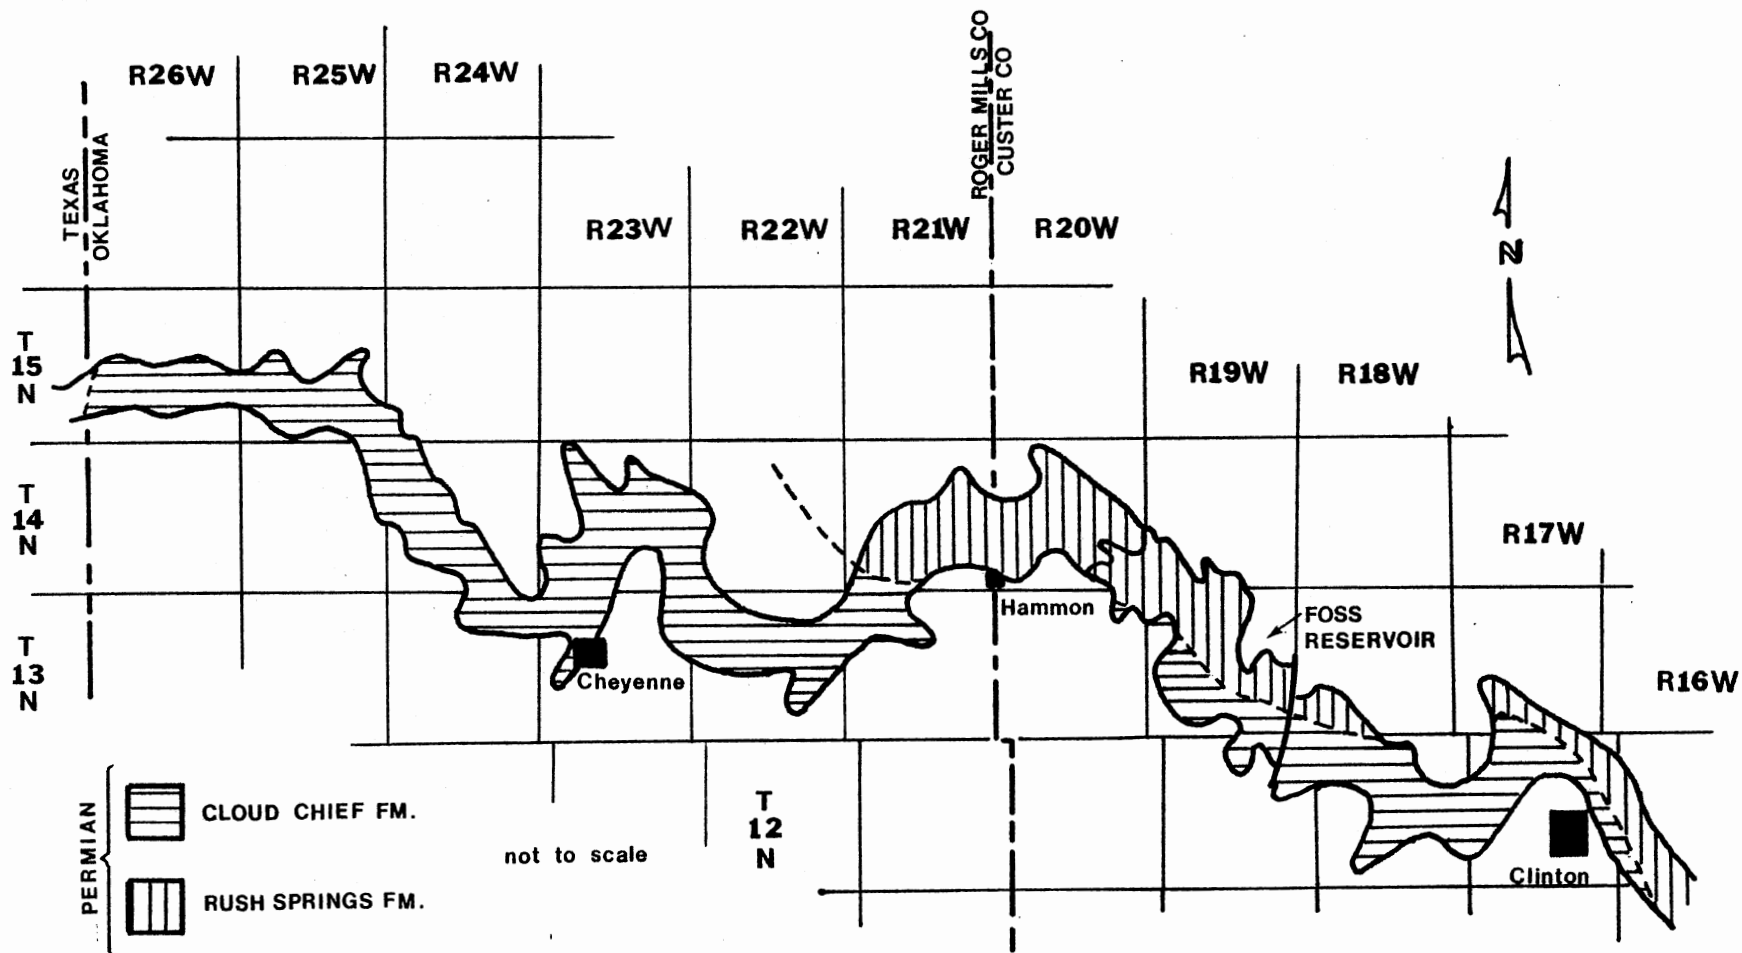 R26W
R25W
R24W
TEXAS
OKLAHOMA
ROGER MILLS CO
CUSTER CO
R23W
R22W
R21W
R20W
N
T
15
N
R19W
R18W
T
14
N
R17W
Hammon
FOSS
RESERVOIR
T
13
N
Cheyenne
R16W
PERMIAN
CLOUD CHIEF FM.
RUSH SPRINGS FM.
not to scale
T
12
N
Clinton